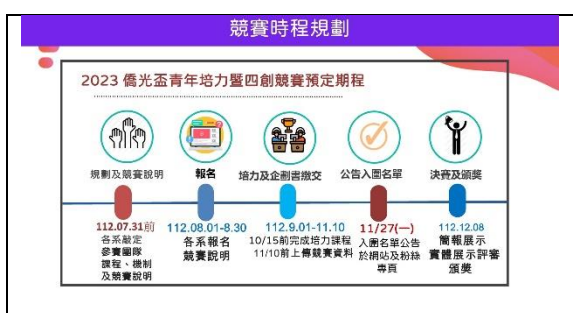 競賽時程規劃
2023 僑光盃青年培力暨四創競賽預定期程
規劃及競賽說明
報名
培力及企劃書繳交
公告入圍名單
決賽及頒獎
112.07.31前
各系敲定
參賽團隊
課程、機制
及競賽說明
112.08.01-8.30
各系報名
競賽說明
112.9.01-11.10
10/15前完成培力課程
11/10前上傳競賽資料
11/27(一)
入圍名單公告
於網站及粉絲
專頁
112.12.08
簡報展示
實體展示評審
頒獎